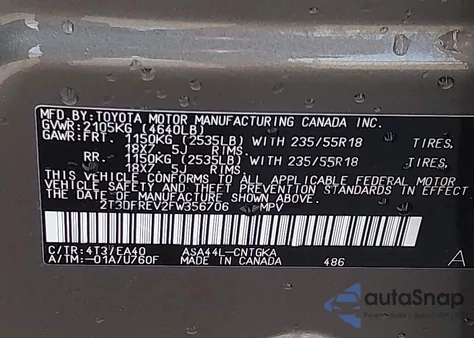 MFD.BY:TOYOTA MOTOR MANUFACTURING CANADA INC.
GVWR:2105KG (4640LB)
GAWR:FRT. 1150KG (2535LB) WITH 235/55R18 TIRES,
18X7. 5J RIMS.
RR. 1150KG (2535LB) WITH 235/55R18 TIRES,
18X7. 5J RIMS.
THIS VEHICLE CONFORMS TO ALL APPLICABLE FEDERAL MOTOR
VEHICLE SAFETY AND THEFT PREVENTION STANDARDS IN EFFECT ON
THE DATE OF MANUFACTURE SHOWN ABOVE.
2T3DFREV2FW356706 MPV
C/TR:4T3/EA40 ASA44L-CNTGKA
A/TM:-01A/U760F MADE IN CANADA 486 A
autoSnap